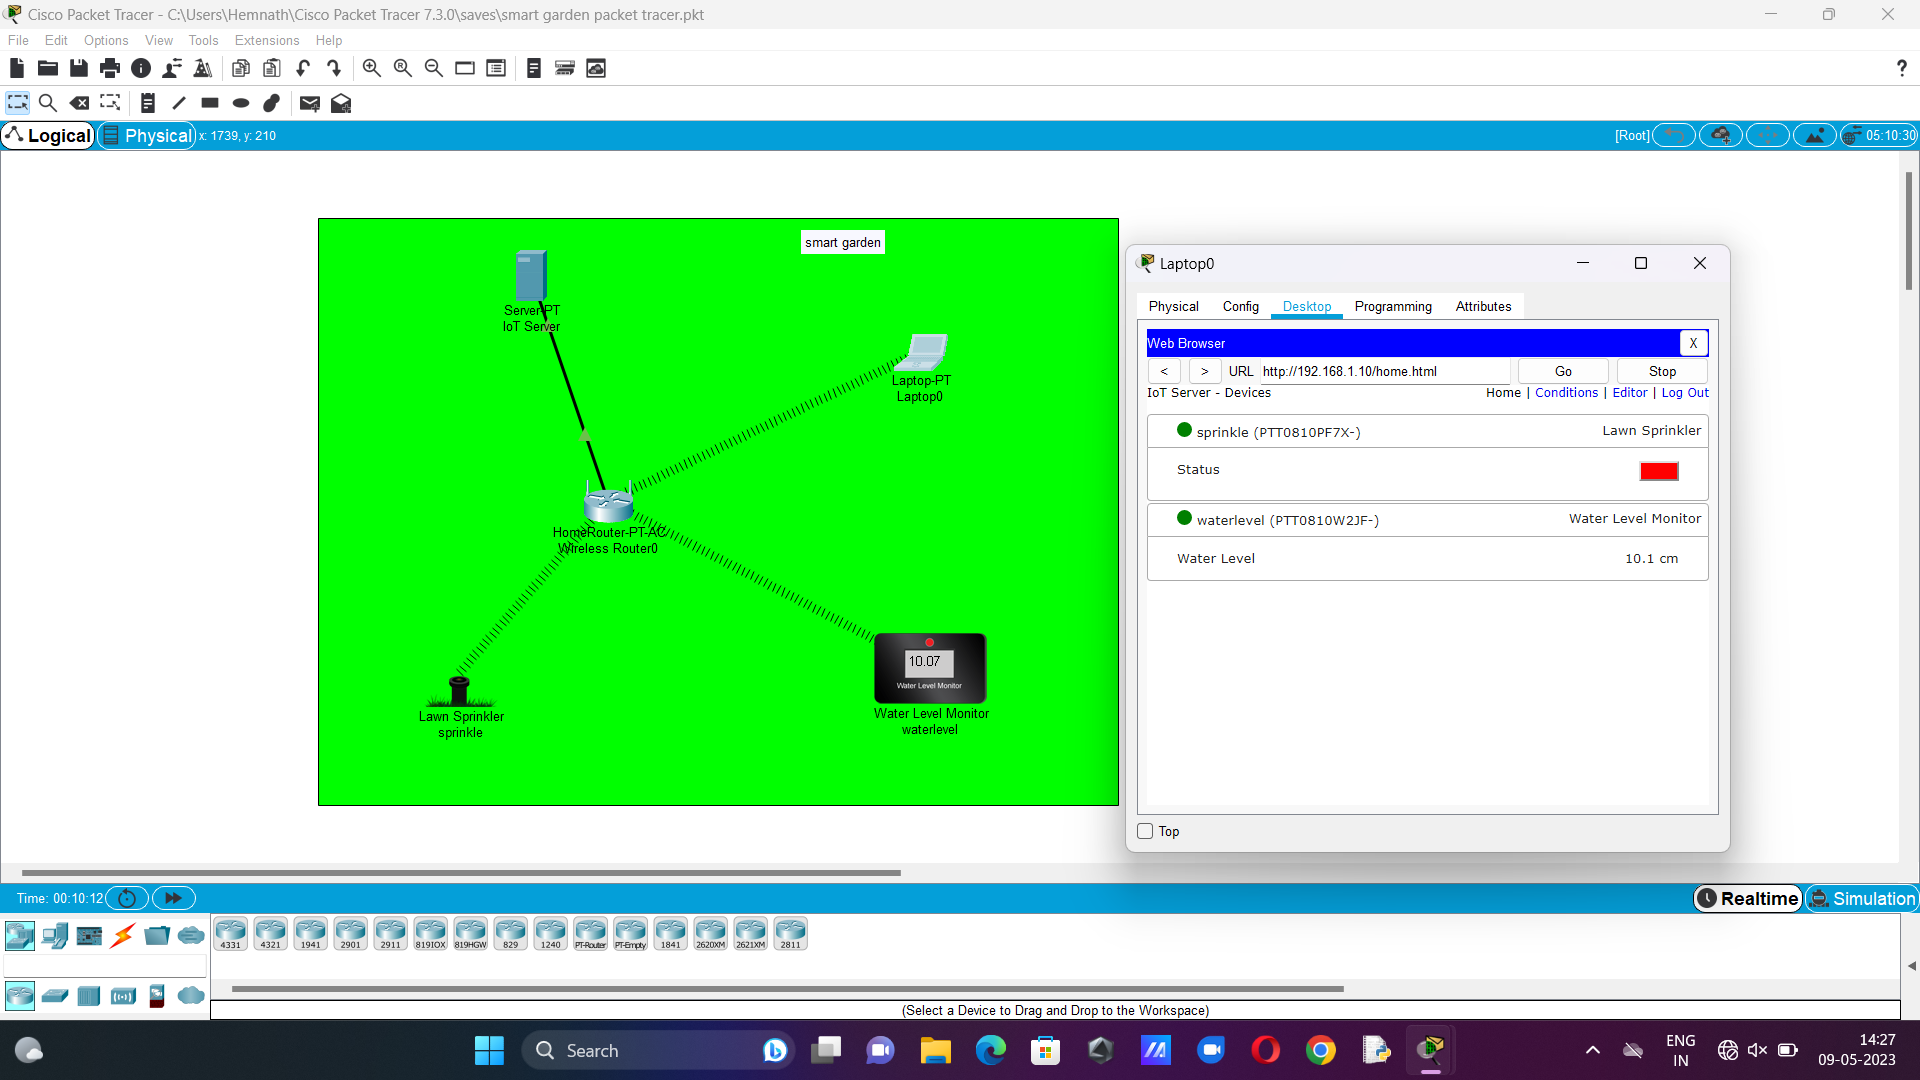 Cisco Packet Tracer - C:\Users\Hemnath\Cisco Packet Tracer 7.3.0\saves\smart garden packet tracer.pkt
File Edit Options View Tools Extensions Help
?
Logical Physical x: 1739, y: 210
[Root] 05:10:30
smart garden
Server-PT
IoT Server
Laptop-PT
Laptop0
HomeRouter-PT-AC
Wireless Router0
10.07
Water Level Monitor
Water Level Monitor
waterlevel
Lawn Sprinkler
sprinkle
Laptop0
Physical Config Desktop Programming Attributes
Web Browser X
< > URL http://192.168.1.10/home.html Go Stop
IoT Server - Devices Home | Conditions | Editor | Log Out
sprinkle (PTT0810PF7X-) Lawn Sprinkler
Status
waterlevel (PTT0810W2JF-) Water Level Monitor
Water Level 10.1 cm
Top
Time: 00:10:12 Realtime Simulation
4331 4321 1941 2901 2911 819IOX 819HGW 829 1240 PT-Router PT-Empty 1841 2620XM 2621XM 2811
(Select a Device to Drag and Drop to the Workspace)
Search
ENG
IN
14:27
09-05-2023